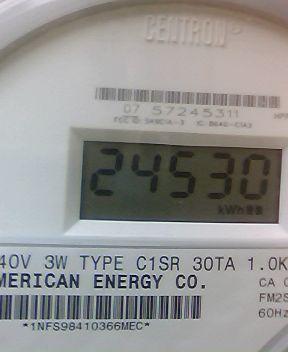 CENTRON®
07 57245311
24530
kWh
40V 3W TYPE C1SR 30TA 1.0K
MERICAN ENERGY CO.
CA
FM2S
60Hz
*1NFS98410366MEC*